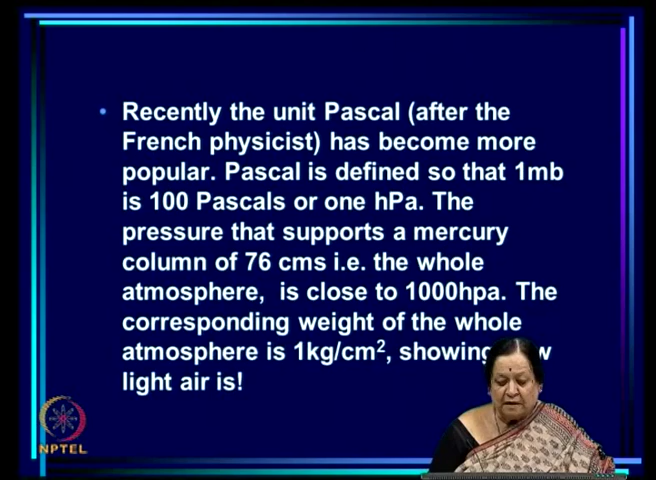 Recently the unit Pascal (after the
French physicist) has become more
popular. Pascal is defined so that 1mb
is 100 Pascals or one hPa. The
pressure that supports a mercury
column of 76 cms i.e. the whole
atmosphere, is close to 1000hpa. The
corresponding weight of the whole
atmosphere is 1kg/cm², showing
light air is!
NPTEL